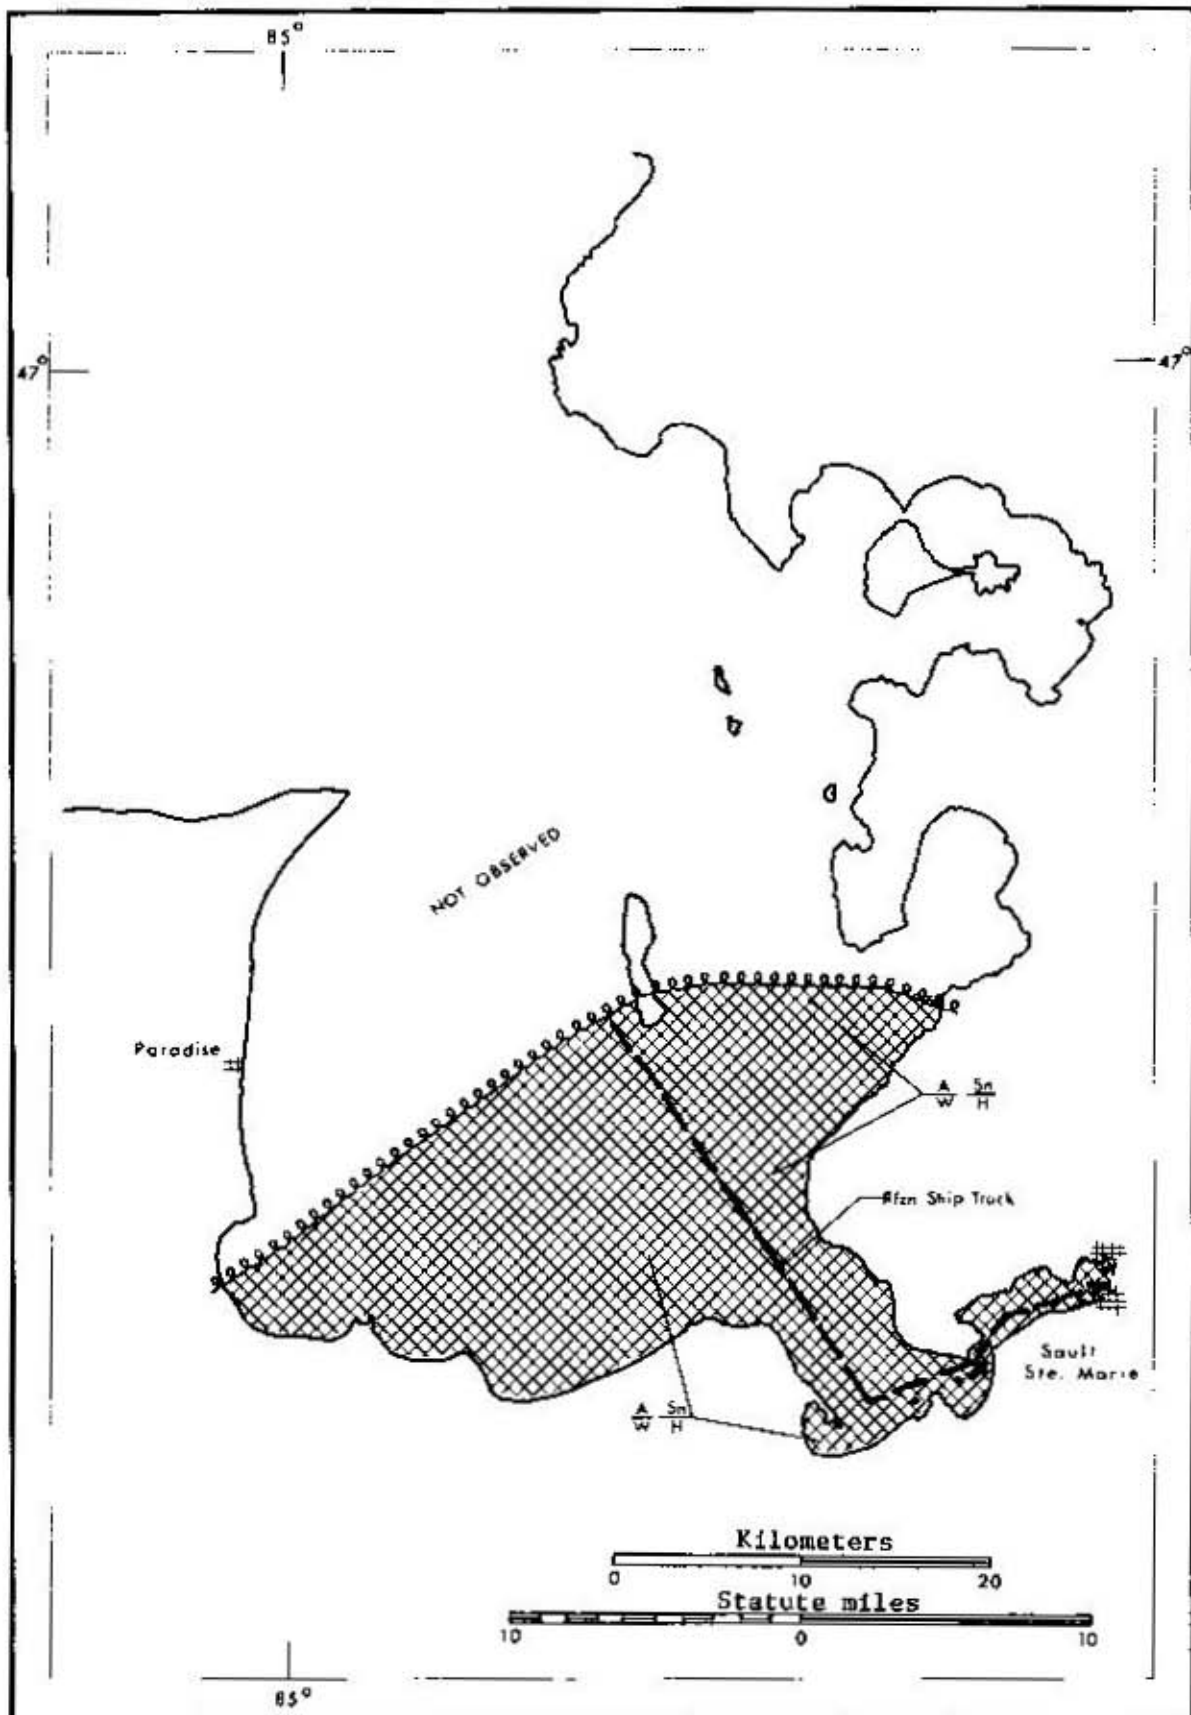 85°
47°
47°
NOT OBSERVED
Paradise
A Sn
W H
Rfzn Ship Track
Sault
Ste. Marie
A Sn
W H
Kilometers
0 10 20
Statute miles
10 0 10
85°